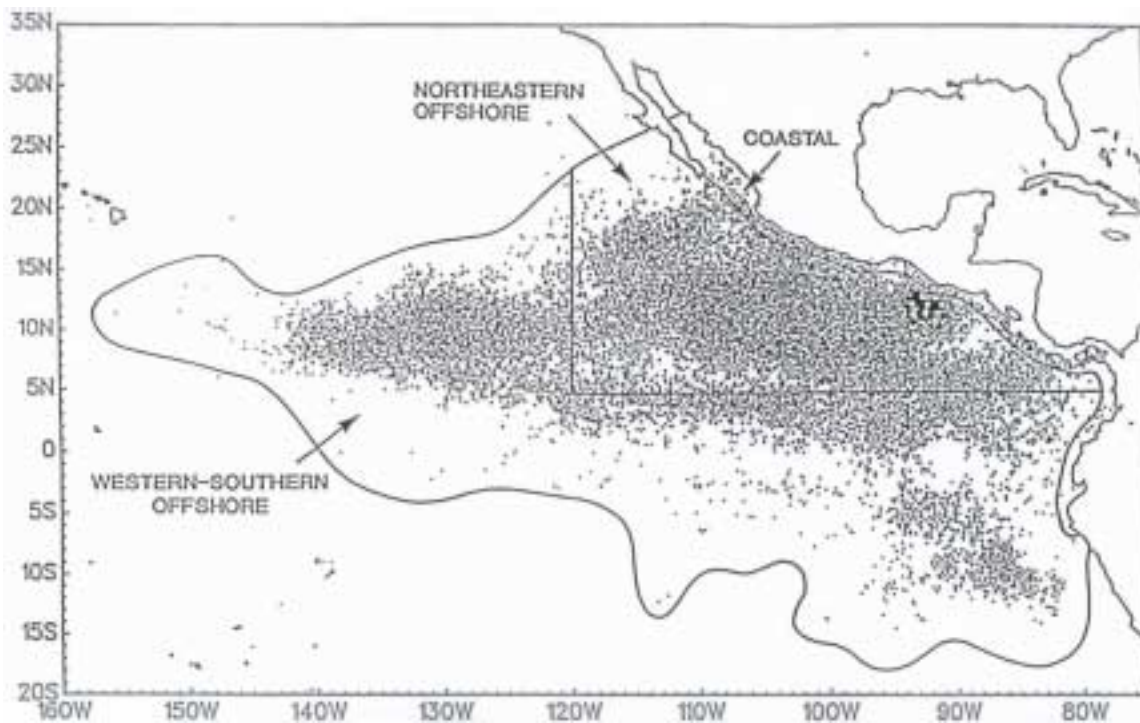 35N
30N
25N
20N
15N
10N
5N
0
5S
10S
15S
20S
NORTHEASTERN
OFFSHORE
COASTAL
WESTERN-SOUTHERN
OFFSHORE
160W 150W 140W 130W 120W 110W 100W 90W 80W